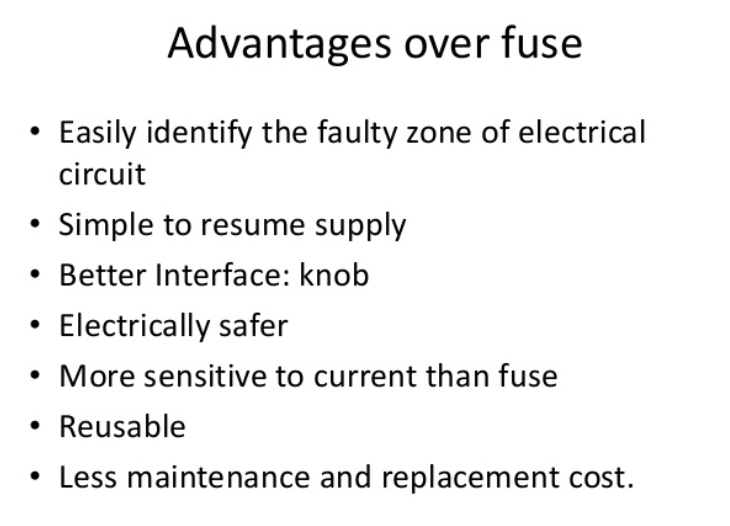 Advantages over fuse
• Easily identify the faulty zone of electrical
circuit
• Simple to resume supply
• Better Interface: knob
• Electrically safer
• More sensitive to current than fuse
• Reusable
• Less maintenance and replacement cost.